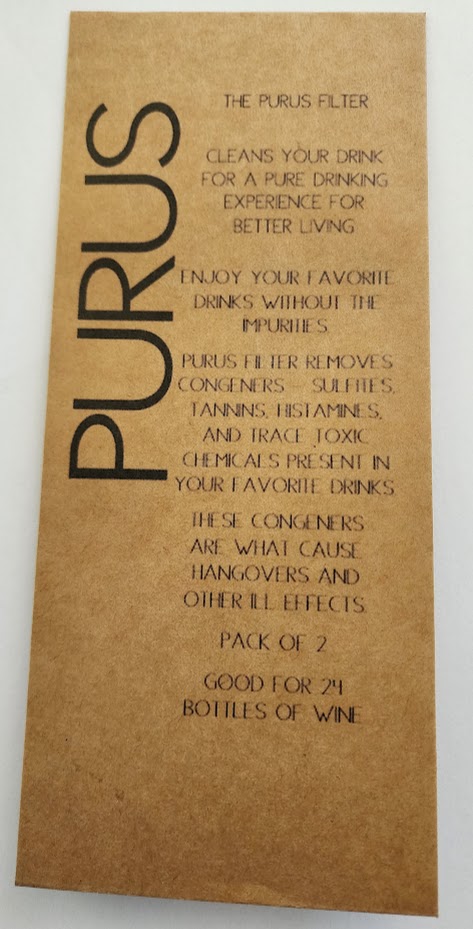 PURUS
THE PURUS FILTER
CLEANS YOUR DRINK
FOR A PURE DRINKING
EXPERIENCE FOR
BETTER LIVING
ENJOY YOUR FAVORITE
DRINKS WITHOUT THE
IMPURITIES
PURUS FILTER REMOVES
CONGENERS - SULFITES,
TANNINS, HISTAMINES,
AND TRACE TOXIC
CHEMICALS PRESENT IN
YOUR FAVORITE DRINKS
THESE CONGENERS
ARE WHAT CAUSE
HANGOVERS AND
OTHER ILL EFFECTS
PACK OF 2
GOOD FOR 24
BOTTLES OF WINE